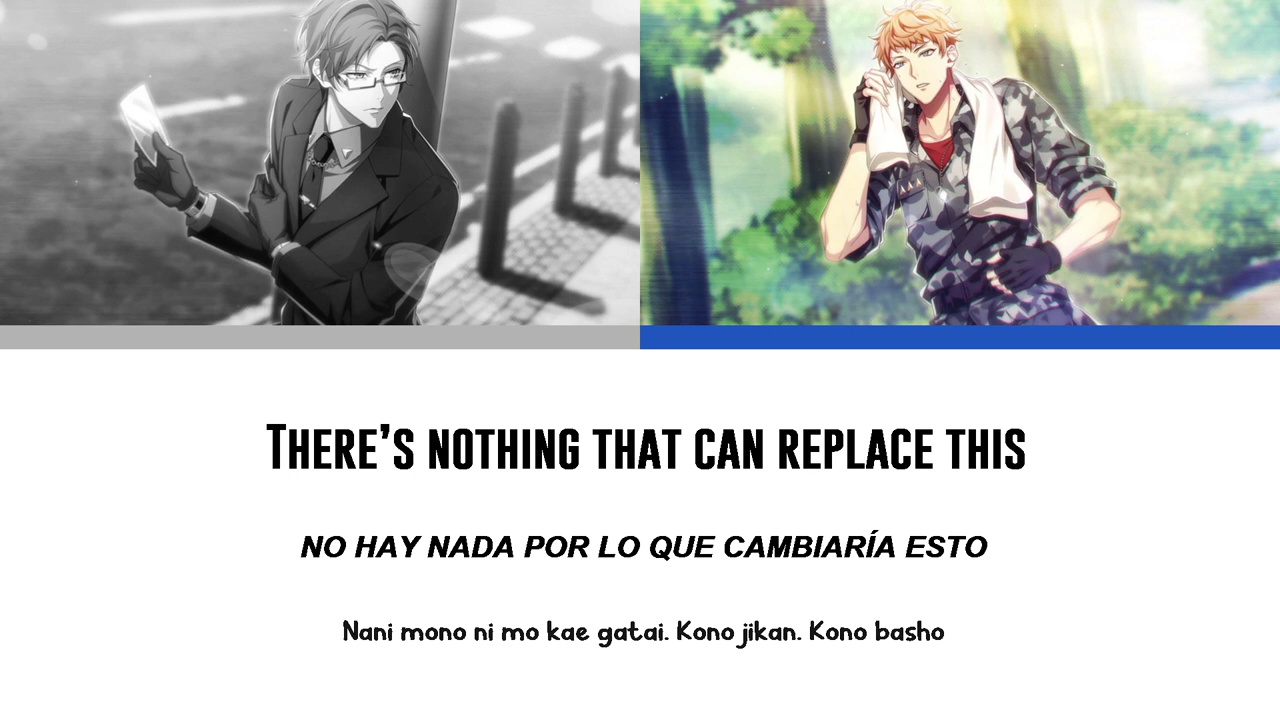 There's nothing that can replace this
NO HAY NADA POR LO QUE CAMBIARÍA ESTO
Nani mono ni mo kae gatai. Kono jikan. Kono basho